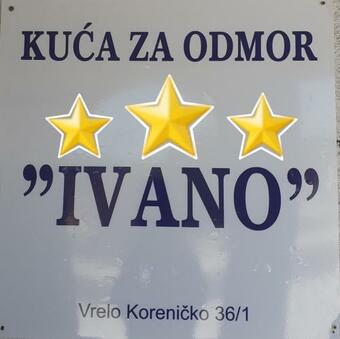 KUĆA ZA ODMOR
”IVANO”
Vrelo Koreničko 36/1